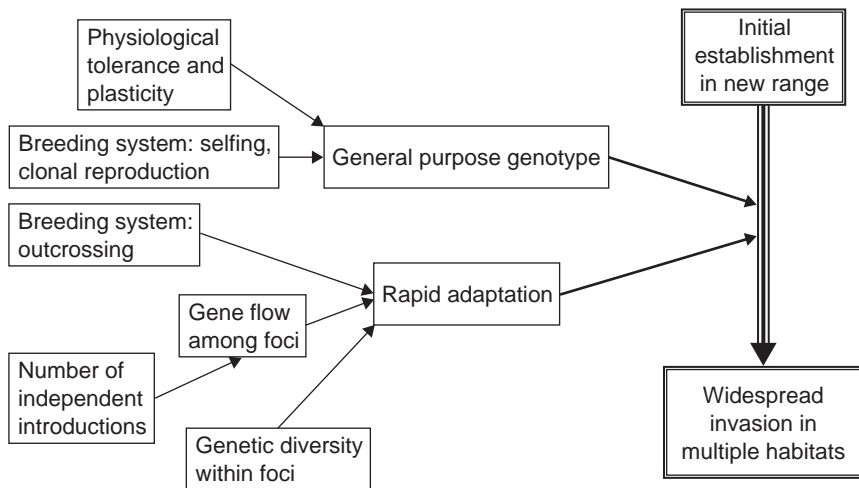 Physiological
tolerance and
plasticity
Initial
establishment
in new range
Breeding system: selfing,
clonal reproduction
General purpose genotype
Breeding system:
outcrossing
Rapid adaptation
Gene flow
among foci
Number of
independent
introductions
Genetic diversity
within foci
Widespread
invasion in
multiple habitats